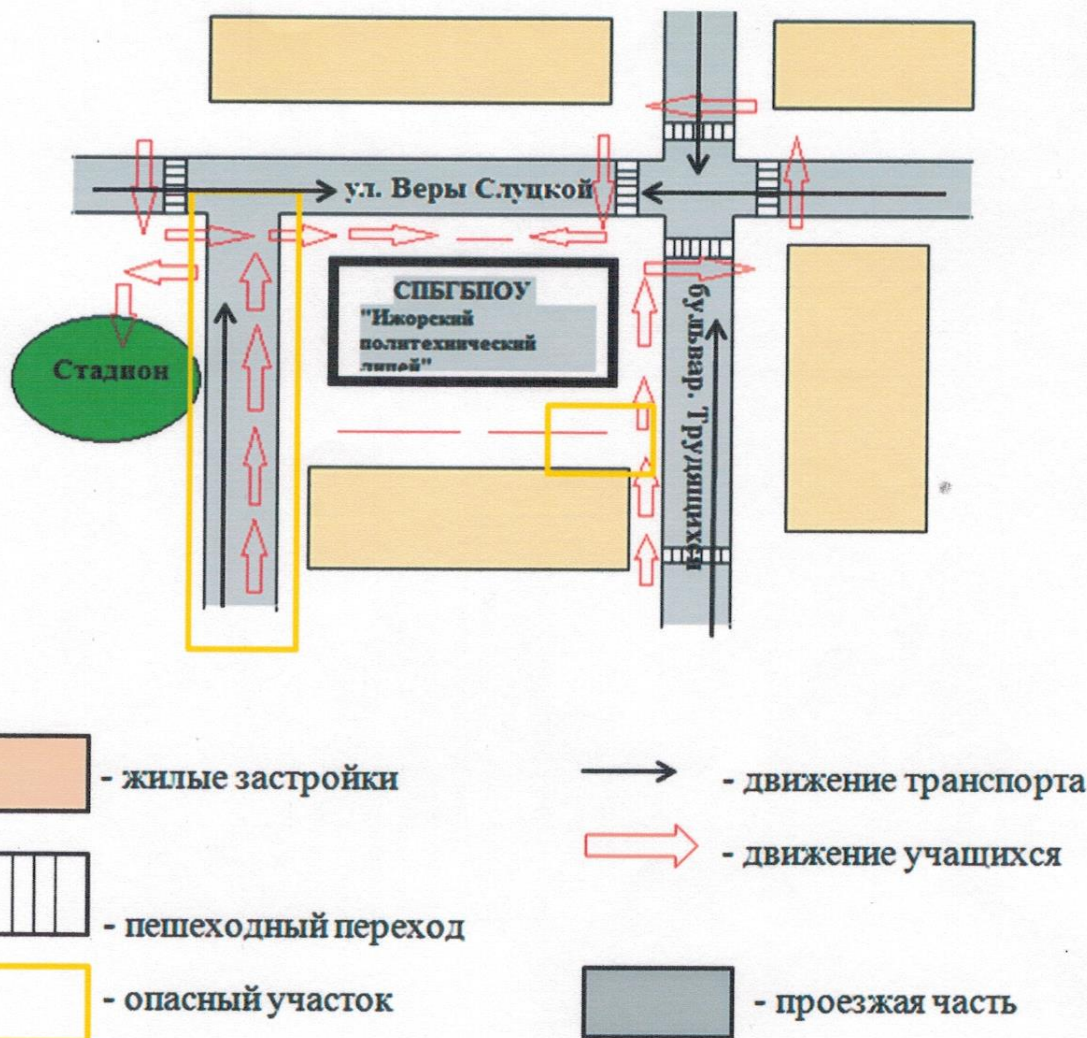 ул. Веры Слуцкой
СПБГБПОУ
"Ижорский
политехнический
лицей"
Стадион
бульвар. Трудящихся
- жилые застройки
- движение транспорта
- движение учащихся
- пешеходный переход
- опасный участок
- проезжая часть